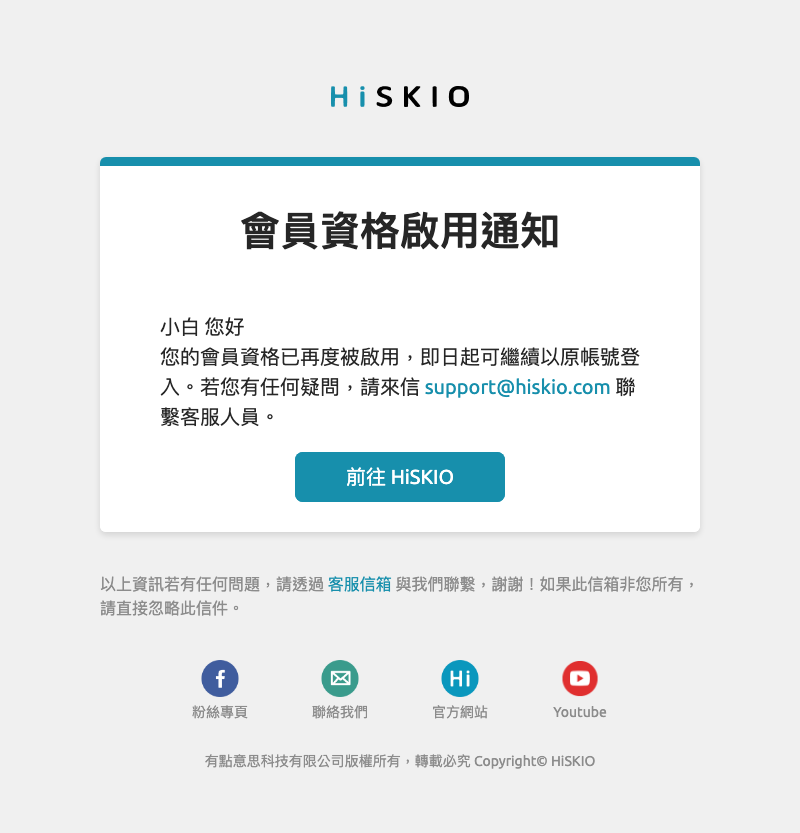 HiSKIO
會員資格啟用通知
小白 您好
您的會員資格已再度被啟用，即日起可繼續以原帳號登
入。若您有任何疑問，請來信 support@hiskio.com 聯
繫客服人員。
前往 HiSKIO
以上資訊若有任何問題，請透過 客服信箱 與我們聯繫，謝謝！如果此信箱非您所有，
請直接忽略此信件。
Hi
粉絲專頁 聯絡我們 官方網站 Youtube
有點意思科技有限公司版權所有，轉載必究 Copyright© HiSKIO